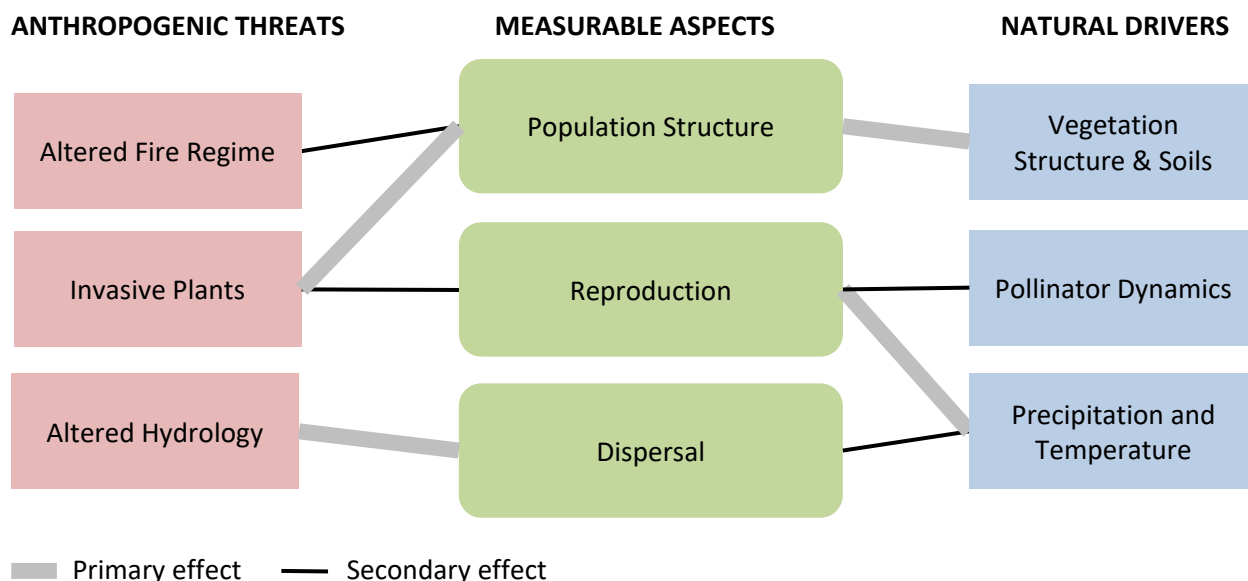 ANTHROPOGENIC THREATS
MEASURABLE ASPECTS
NATURAL DRIVERS
Altered Fire Regime
Population Structure
Vegetation
Structure & Soils
Invasive Plants
Reproduction
Pollinator Dynamics
Altered Hydrology
Dispersal
Precipitation and
Temperature
Primary effect
Secondary effect